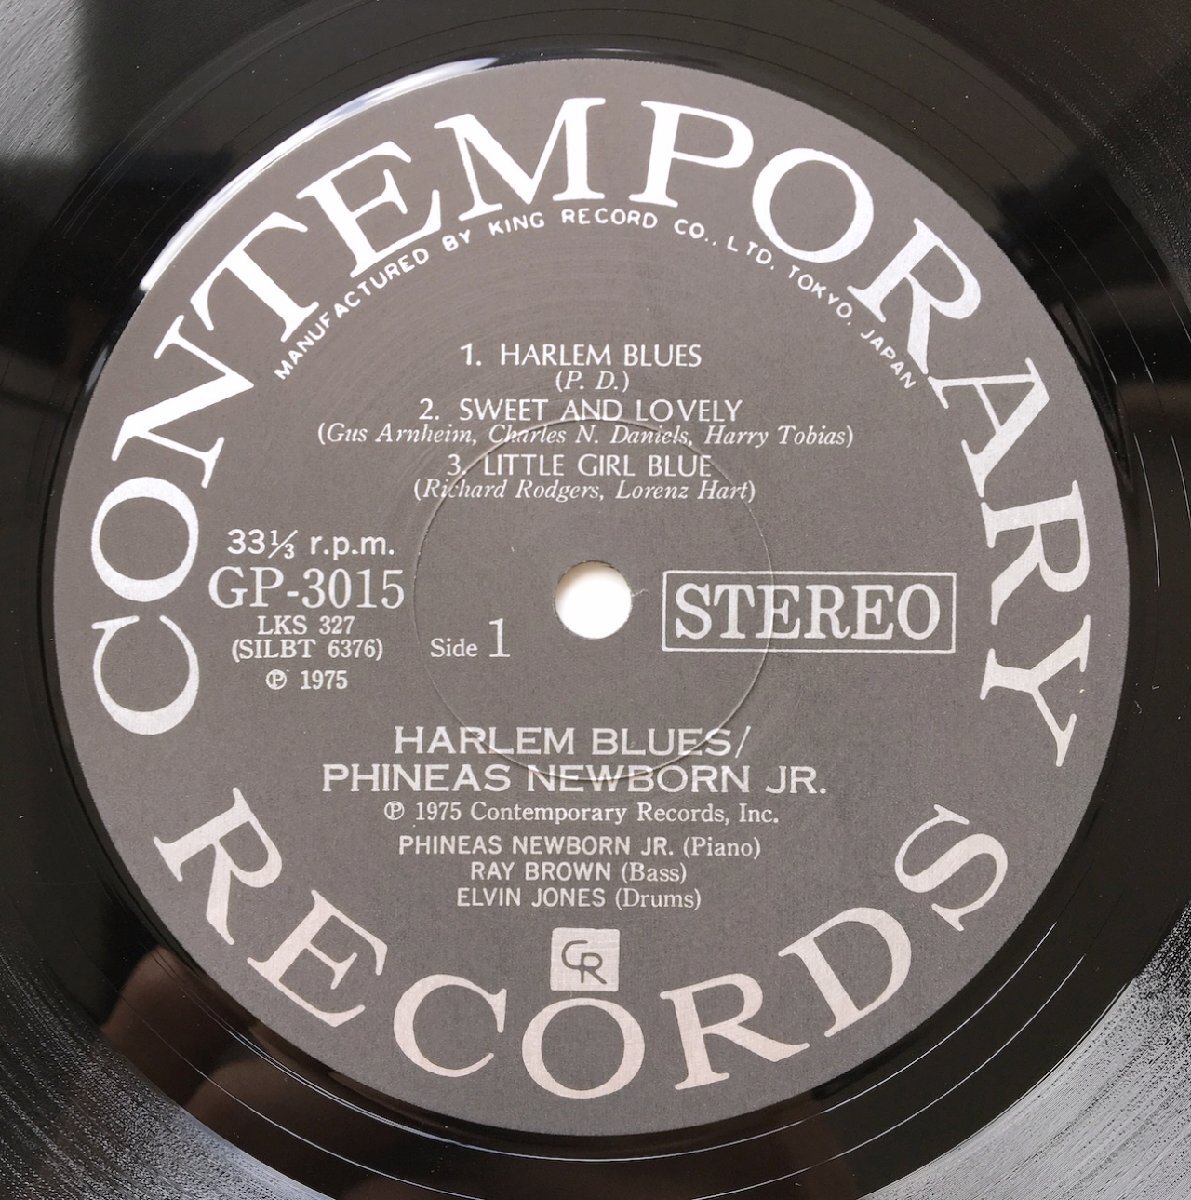 CONTEMPORARY
MANUFACTURED BY KING RECORD CO., LTD. TOKYO, JAPAN
1. HARLEM BLUES
(P. D.)
2. SWEET AND LOVELY
(Gus Arnheim, Charles N. Daniels, Harry Tobias)
3. LITTLE GIRL BLUE
(Richard Rodgers, Lorenz Hart)
33⅓ r.p.m.
GP-3015
LKS 327
(SILBT 6376)
℗ 1975
Side 1
STEREO
HARLEM BLUES/
PHINEAS NEWBORN JR.
℗ 1975 Contemporary Records, Inc.
PHINEAS NEWBORN JR. (Piano)
RAY BROWN (Bass)
ELVIN JONES (Drums)
CR
RECORDS